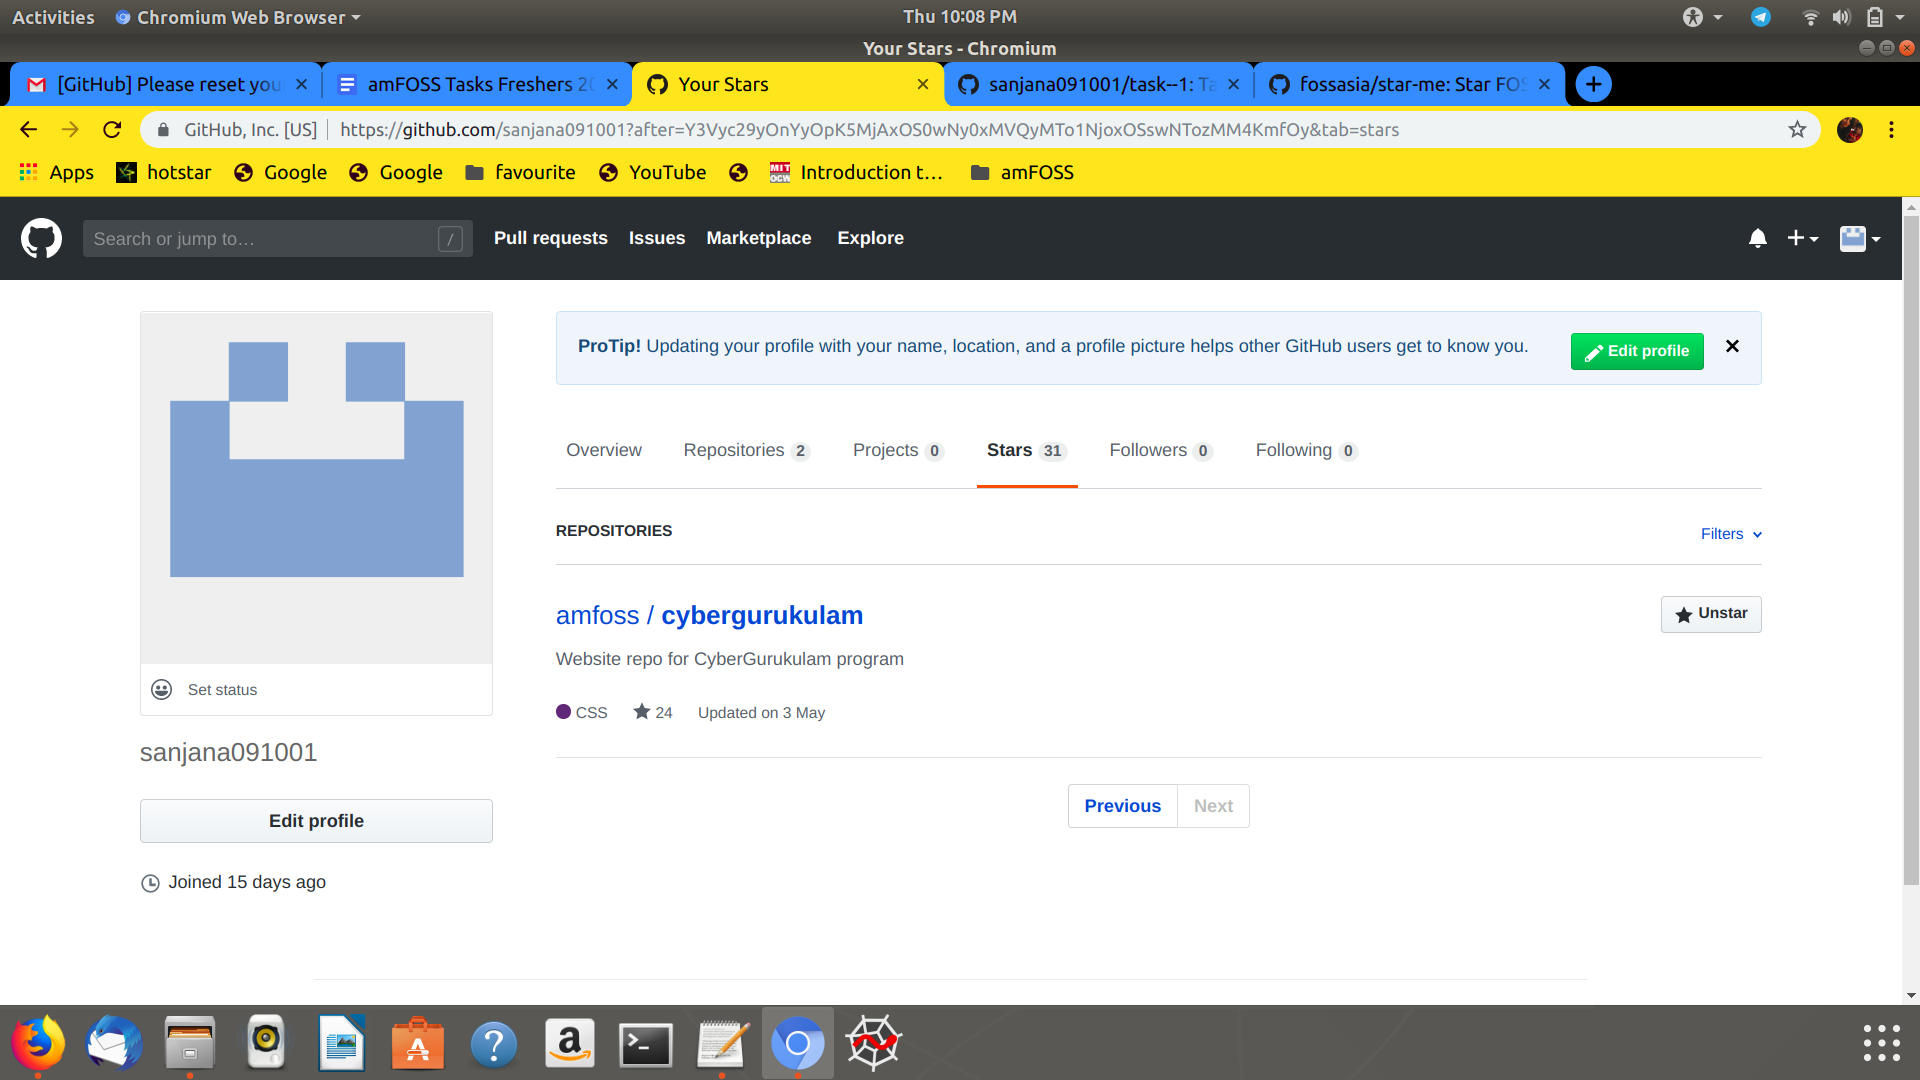 Activities Chromium Web Browser Thu 10:08 PM
Your Stars - Chromium
[GitHub] Please reset you amFOSS Tasks Freshers 20 Your Stars sanjana091001/task--1: Ta fossasia/star-me: Star FOS
GitHub, Inc. [US] https://github.com/sanjana091001?after=Y3Vyc29yOnYyOpK5MjAxOS0wNy0xMVQyMTo1NjoxOSswNTozMM4KmfOy&tab=stars
Apps hotstar Google Google favourite YouTube MIT OCW Introduction t... amFOSS
Search or jump to... / Pull requests Issues Marketplace Explore
ProTip! Updating your profile with your name, location, and a profile picture helps other GitHub users get to know you. Edit profile
Overview Repositories 2 Projects 0 Stars 31 Followers 0 Following 0
REPOSITORIES Filters
amfoss / cybergurukulam Unstar
Website repo for CyberGurukulam program
Set status
CSS 24 Updated on 3 May
sanjana091001
Previous Next
Edit profile
Joined 15 days ago